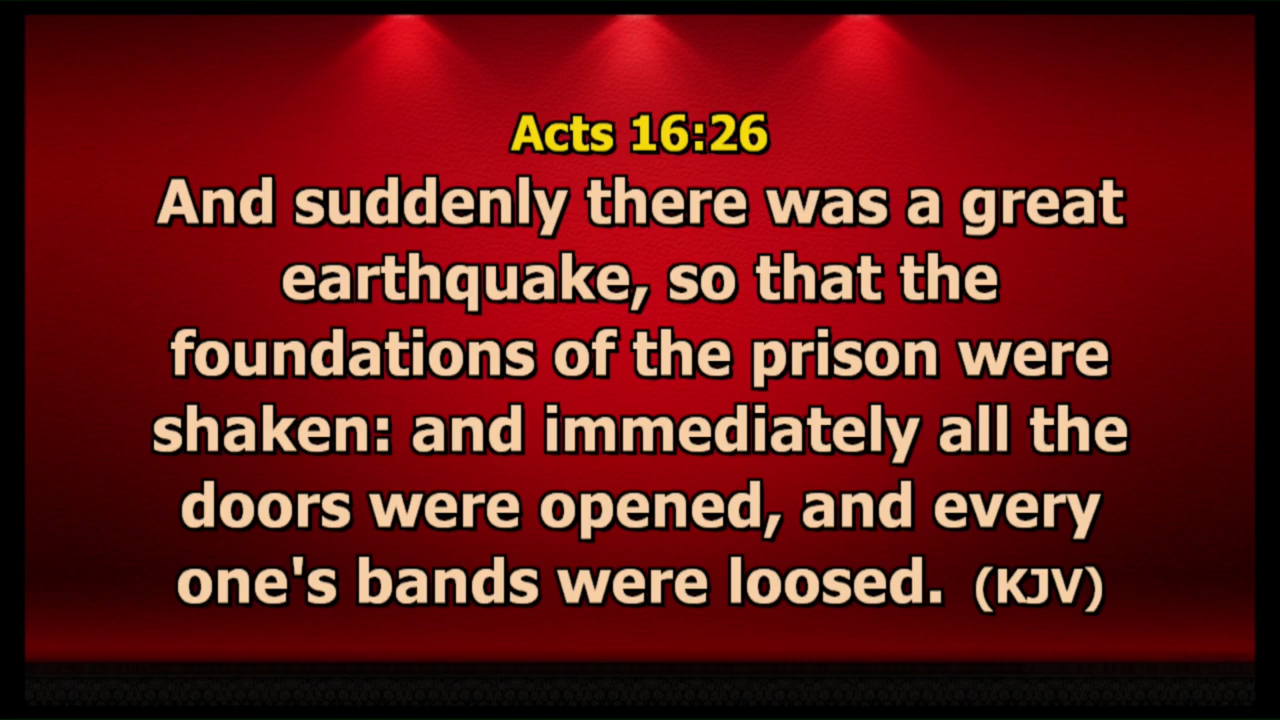 Acts 16:26
And suddenly there was a great
earthquake, so that the
foundations of the prison were
shaken: and immediately all the
doors were opened, and every
one's bands were loosed. (KJV)